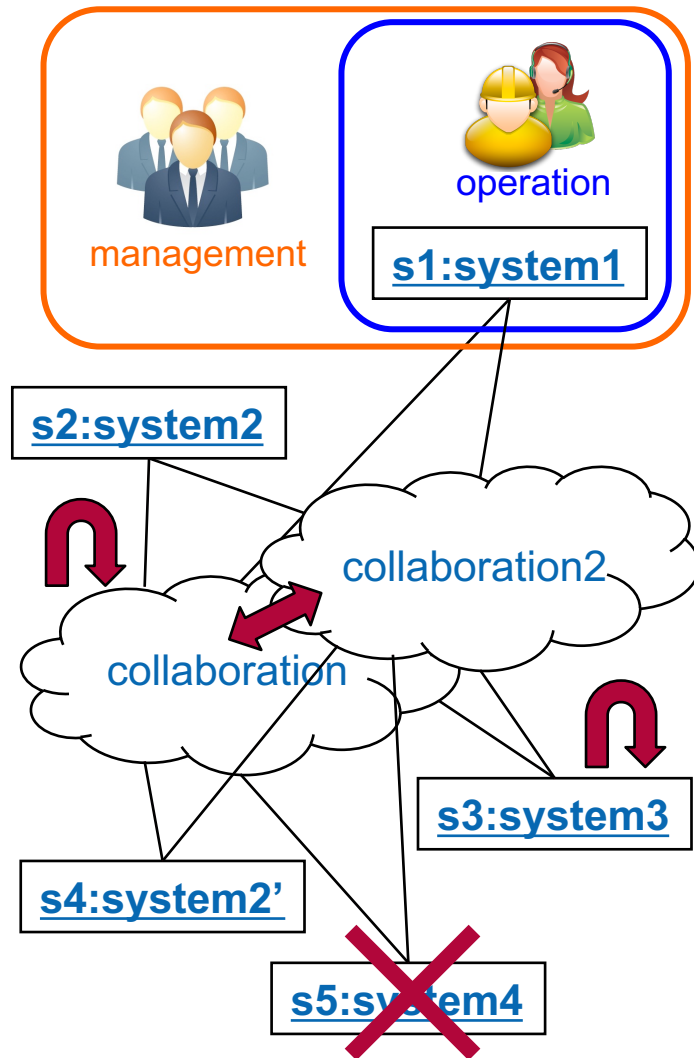 operation
management
s1:system1
s2:system2
collaboration2
collaboration
s3:system3
s4:system2’
s5:system4